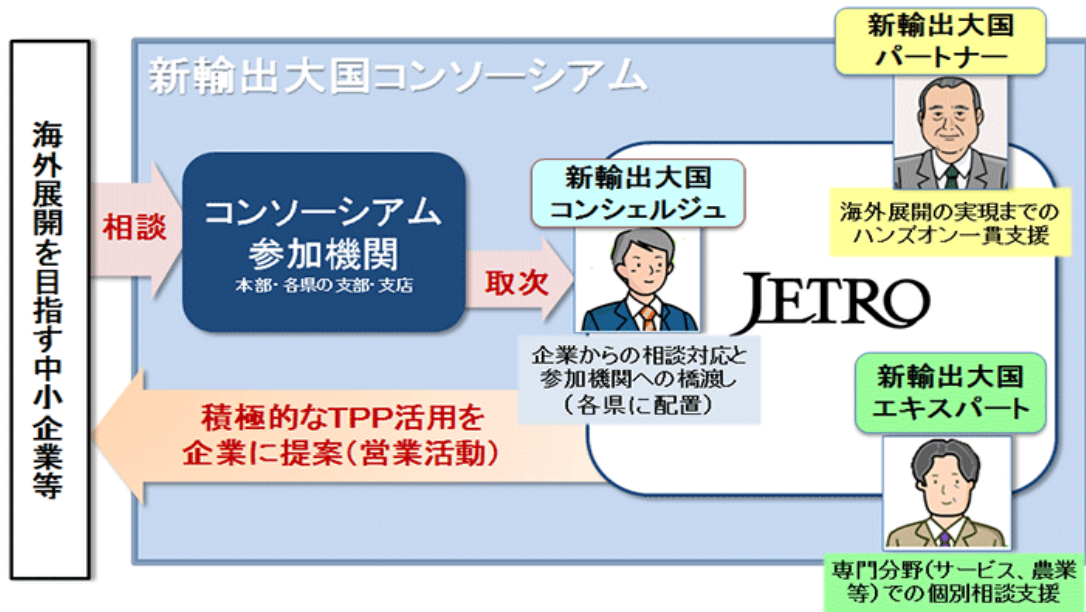 海外展開を目指す中小企業等
新輸出大国コンソーシアム
相談
コンソーシアム
参加機関
本部・各県の支部・支店
取次
新輸出大国
コンシェルジュ
企業からの相談対応と
参加機関への橋渡し
（各県に配置）
JETRO
新輸出大国
パートナー
海外展開の実現までの
ハンズオン一貫支援
新輸出大国
エキスパート
専門分野(サービス、農業
等)での個別相談支援
積極的なTPP活用を
企業に提案(営業活動)